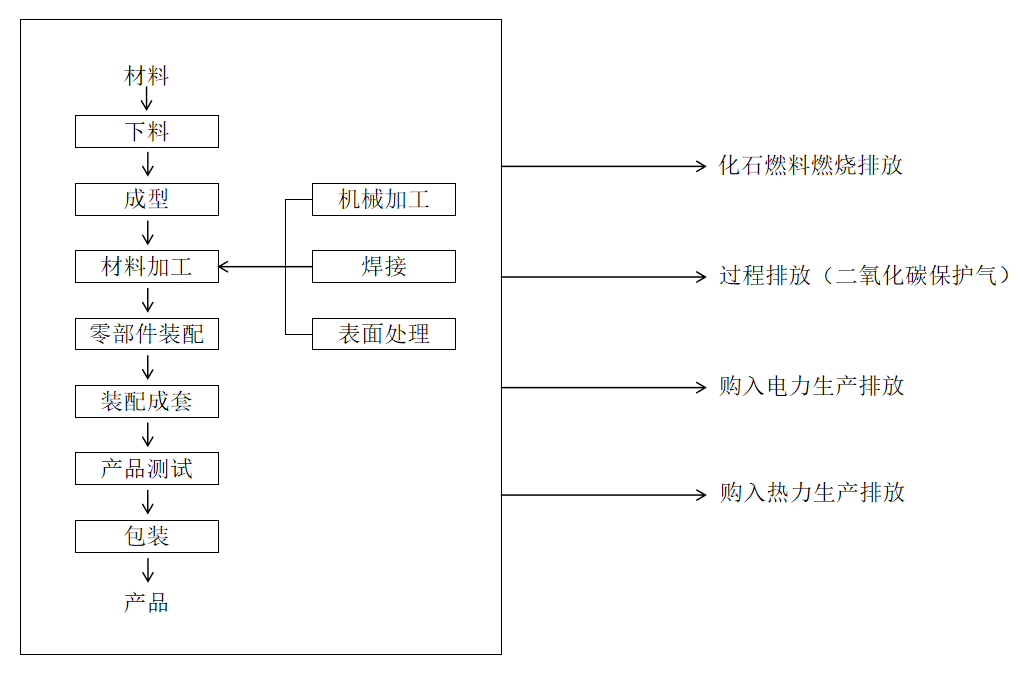 材料
下料
成型
材料加工
零部件装配
装配成套
产品测试
包装
产品
机械加工
焊接
表面处理
化石燃料燃烧排放
过程排放（二氧化碳保护气）
购入电力生产排放
购入热力生产排放